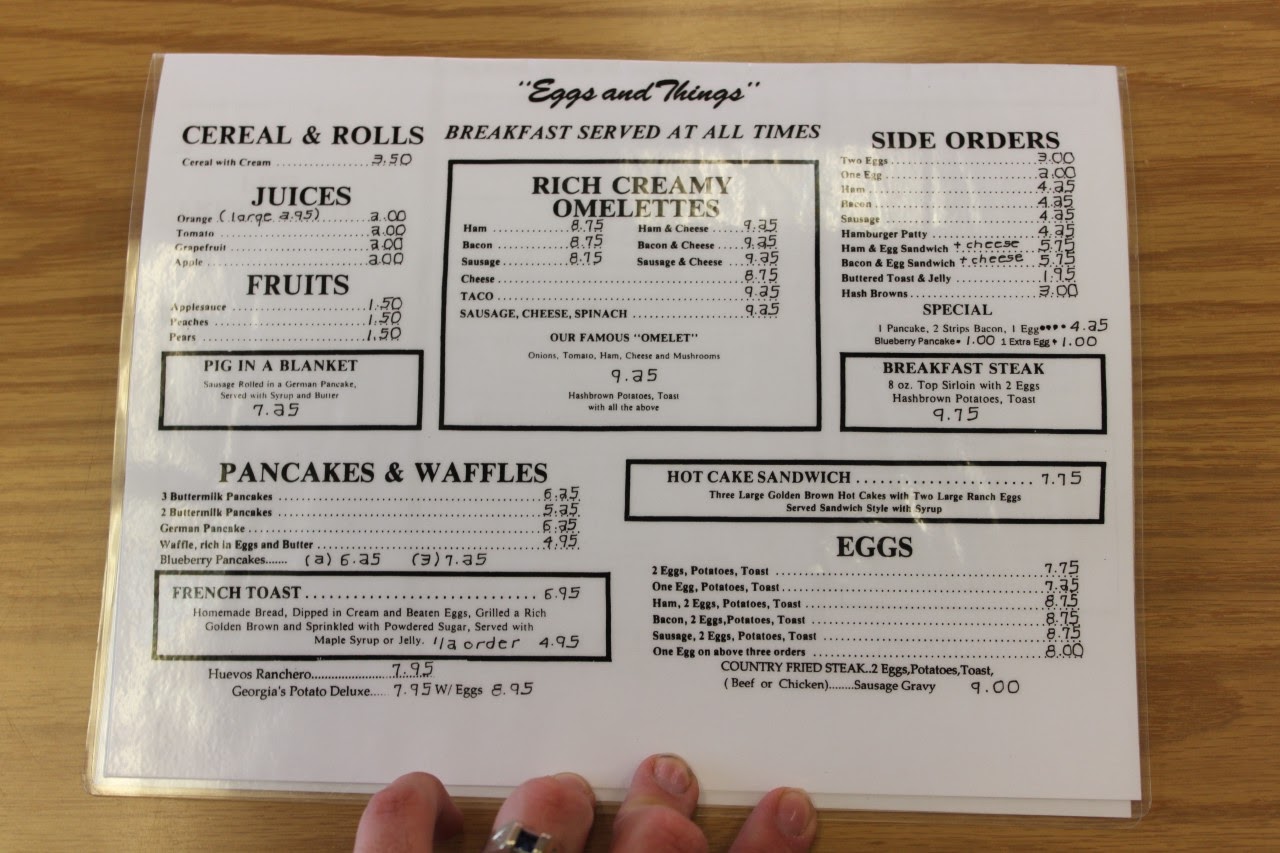 "Eggs and Things"
BREAKFAST SERVED AT ALL TIMES
CEREAL & ROLLS
Cereal with Cream 3.50
JUICES
Orange (large 2.95) 2.00
Tomato 2.00
Grapefruit 2.00
Apple 2.00
FRUITS
Applesauce 1.50
Peaches 1.50
Pears 1.50
PIG IN A BLANKET
Sausage Rolled in a German Pancake,
Served with Syrup and Butter
7.25
RICH CREAMY
OMELETTES
Ham 8.75 Ham & Cheese 9.25
Bacon 8.75 Bacon & Cheese 9.25
Sausage 8.75 Sausage & Cheese 9.25
Cheese 8.75
TACO 9.25
SAUSAGE, CHEESE, SPINACH 9.25
OUR FAMOUS "OMELET"
Onions, Tomato, Ham, Cheese and Mushrooms
9.25
Hashbrown Potatoes, Toast
with all the above
SIDE ORDERS
Two Eggs 3.00
One Egg 2.00
Ham 4.25
Bacon 4.25
Sausage 4.25
Hamburger Patty 4.25
Ham & Egg Sandwich + cheese 5.75
Bacon & Egg Sandwich + cheese 5.75
Buttered Toast & Jelly 1.95
Hash Browns 3.00
SPECIAL
1 Pancake, 2 Strips Bacon, 1 Egg 4.25
Blueberry Pancake 1.00 1 Extra Egg 1.00
BREAKFAST STEAK
8 oz. Top Sirloin with 2 Eggs
Hashbrown Potatoes, Toast
9.75
PANCAKES & WAFFLES
3 Buttermilk Pancakes 6.25
2 Buttermilk Pancakes 5.25
German Pancake 6.25
Waffle, rich in Eggs and Butter 4.95
Blueberry Pancakes....... (2) 6.25 (3) 7.25
FRENCH TOAST 6.95
Homemade Bread, Dipped in Cream and Beaten Eggs, Grilled a Rich
Golden Brown and Sprinkled with Powdered Sugar, Served with
Maple Syrup or Jelly. 1/2 order 4.95
Huevos Ranchero 7.95
Georgia's Potato Deluxe..... 7.95 W/ Eggs 8.95
HOT CAKE SANDWICH 7.75
Three Large Golden Brown Hot Cakes with Two Large Ranch Eggs
Served Sandwich Style with Syrup
EGGS
2 Eggs, Potatoes, Toast 7.75
One Egg, Potatoes, Toast 7.25
Ham, 2 Eggs, Potatoes, Toast 8.75
Bacon, 2 Eggs,Potatoes, Toast 8.75
Sausage, 2 Eggs, Potatoes, Toast 8.75
One Egg on above three orders 8.00
COUNTRY FRIED STEAK..2 Eggs,Potatoes,Toast,
(Beef or Chicken)........Sausage Gravy 9.00